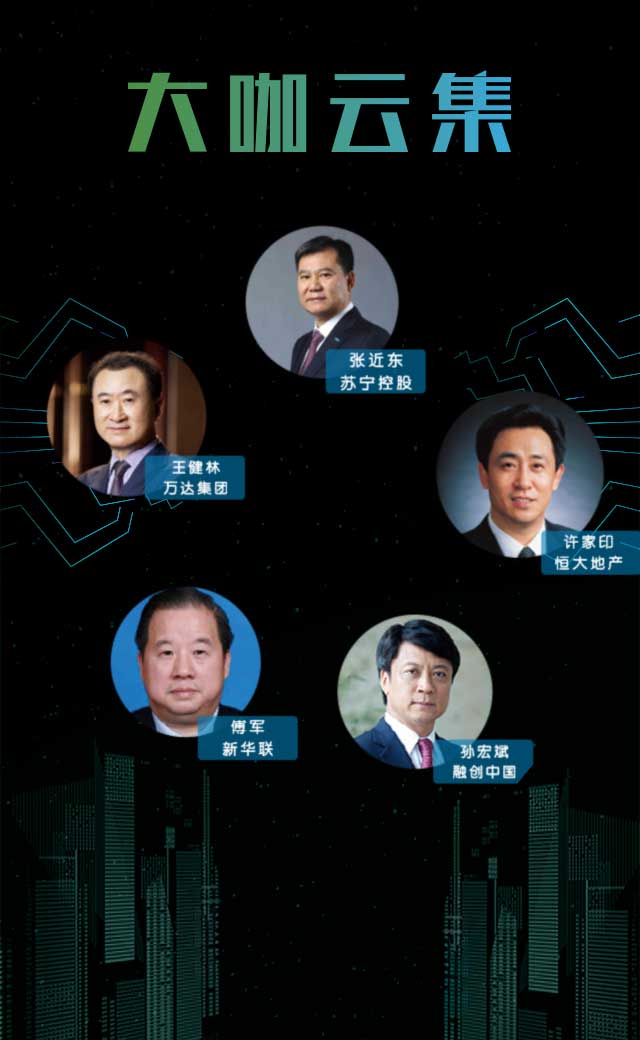 大咖云集
张近东
苏宁控股
王健林
万达集团
许家印
恒大地产
傅军
新华联
孙宏斌
融创中国